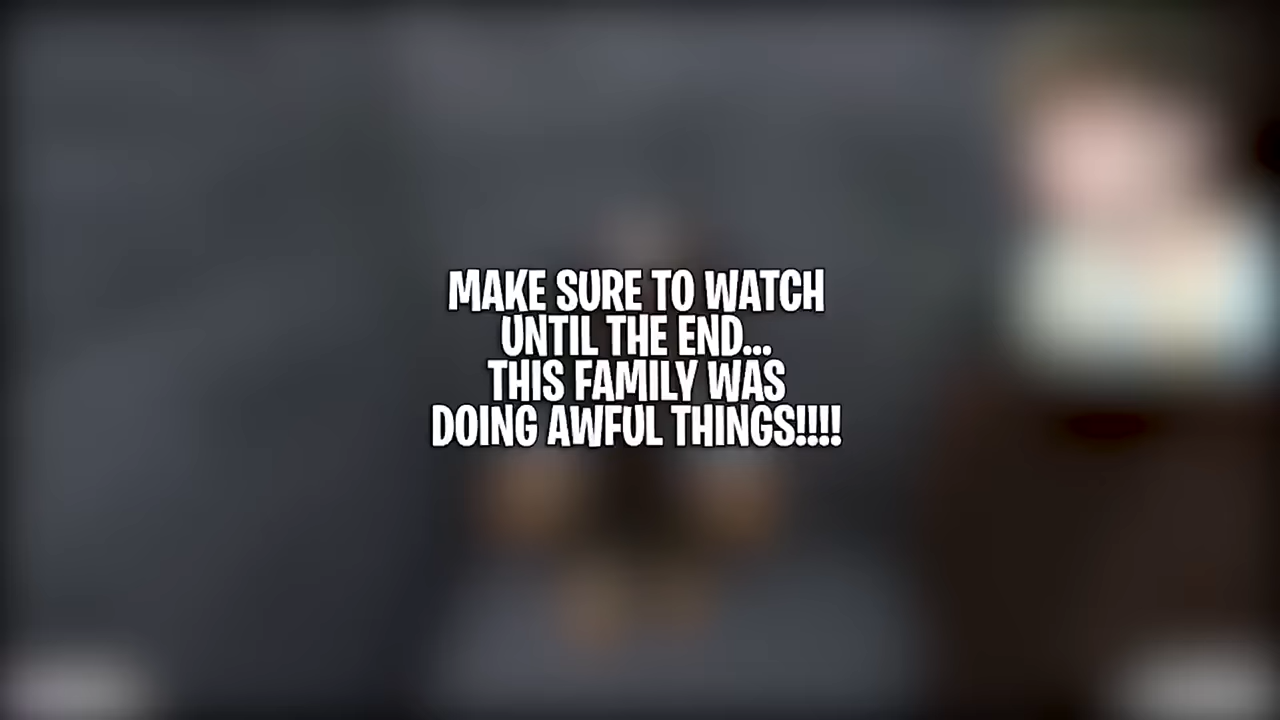 MAKE SURE TO WATCH
UNTIL THE END...
THIS FAMILY WAS
DOING AWFUL THINGS!!!!